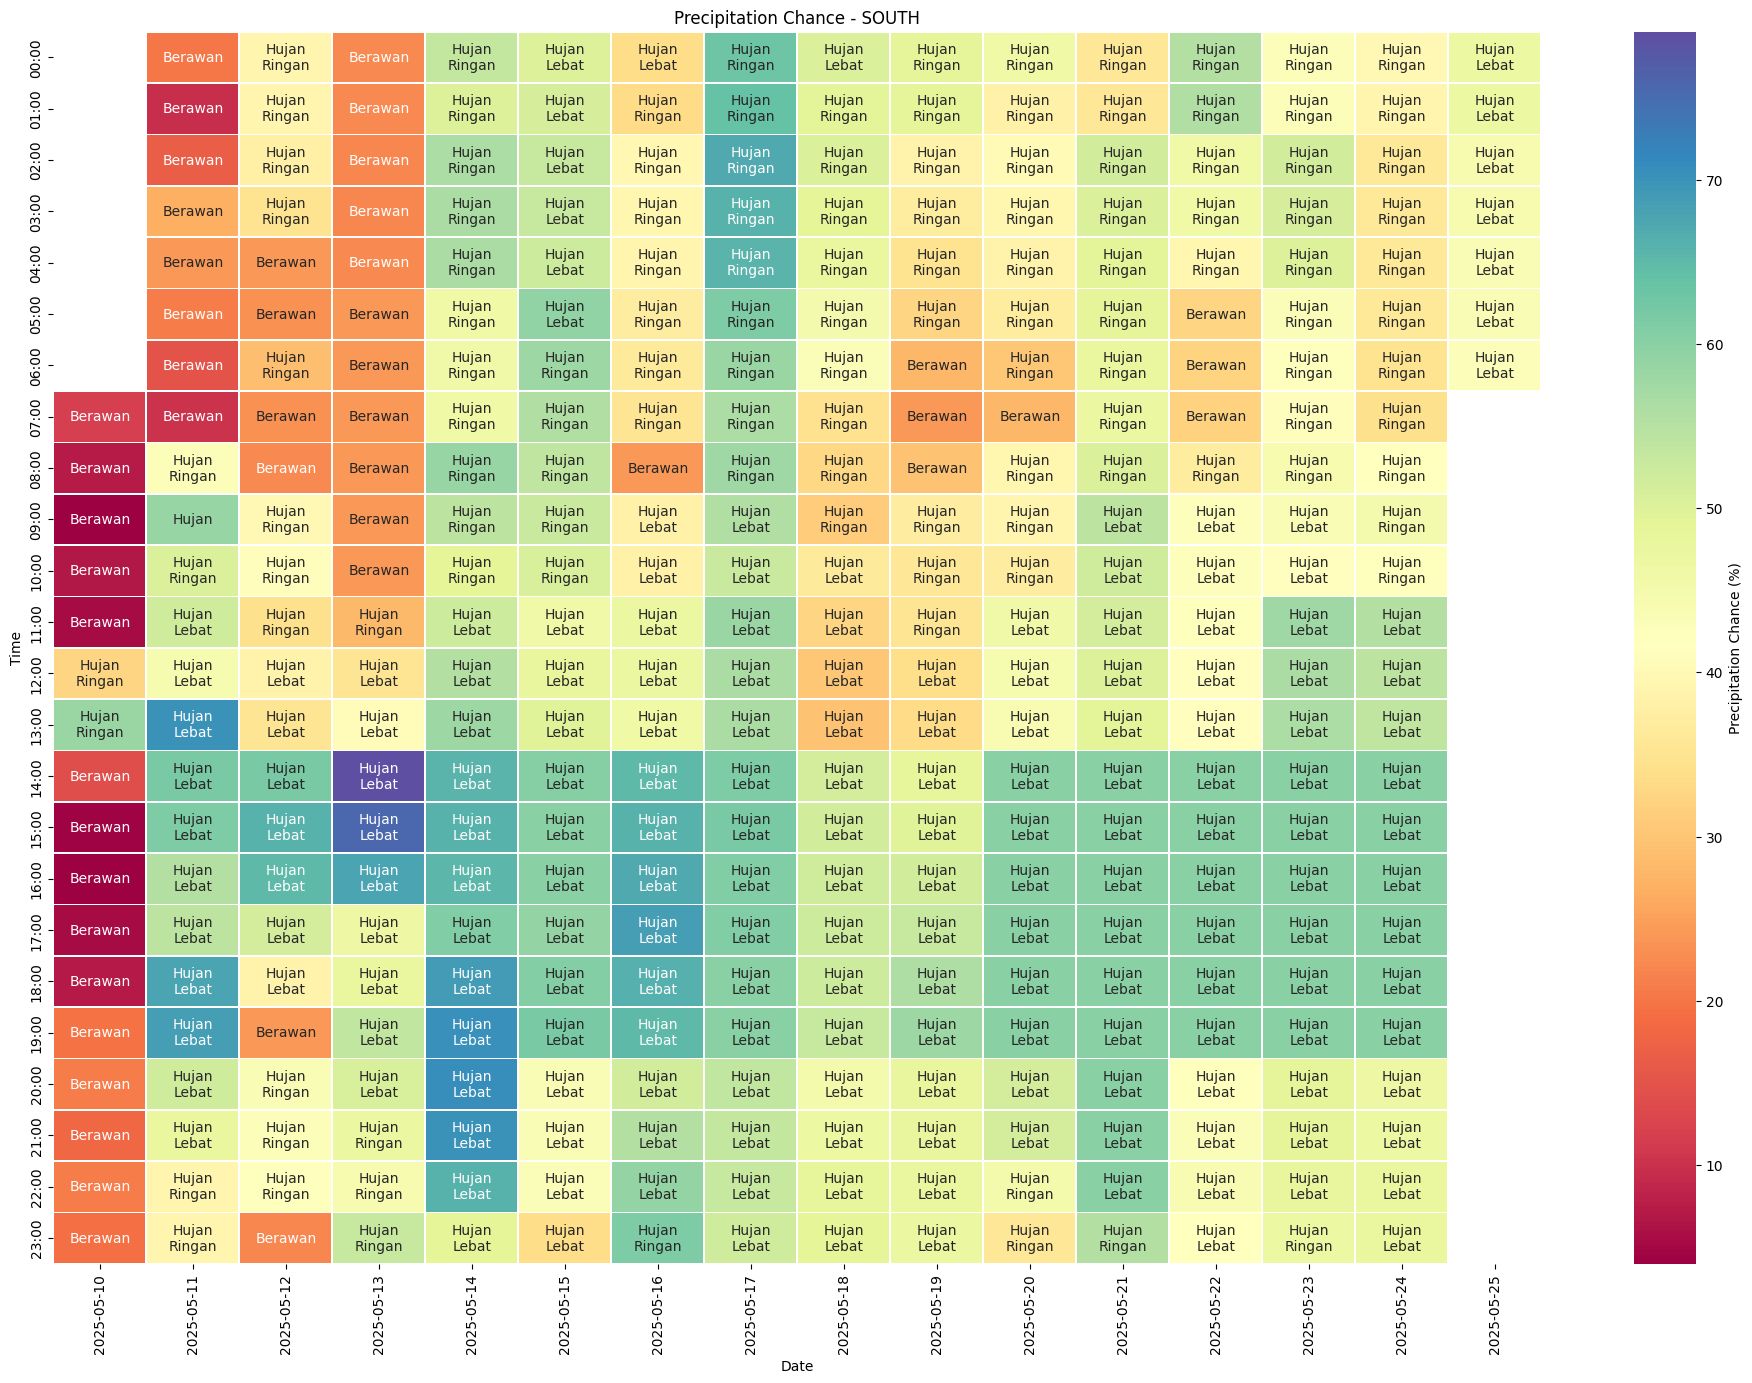 Precipitation Chance - SOUTH
00:00 Berawan Hujan Ringan Berawan Hujan Ringan Hujan Lebat Hujan Lebat Hujan Ringan Hujan Lebat Hujan Ringan Hujan Ringan Hujan Ringan Hujan Ringan Hujan Ringan Hujan Ringan Hujan Lebat
01:00 Berawan Hujan Ringan Berawan Hujan Ringan Hujan Lebat Hujan Ringan Hujan Ringan Hujan Ringan Hujan Ringan Hujan Ringan Hujan Ringan Hujan Ringan Hujan Ringan Hujan Ringan Hujan Lebat
02:00 Berawan Hujan Ringan Berawan Hujan Ringan Hujan Lebat Hujan Ringan Hujan Ringan Hujan Ringan Hujan Ringan Hujan Ringan Hujan Ringan Hujan Ringan Hujan Ringan Hujan Ringan Hujan Lebat
03:00 Berawan Hujan Ringan Berawan Hujan Ringan Hujan Lebat Hujan Ringan Hujan Ringan Hujan Ringan Hujan Ringan Hujan Ringan Hujan Ringan Hujan Ringan Hujan Ringan Hujan Ringan Hujan Lebat
04:00 Berawan Berawan Berawan Hujan Ringan Hujan Lebat Hujan Ringan Hujan Ringan Hujan Ringan Hujan Ringan Hujan Ringan Hujan Ringan Hujan Ringan Hujan Ringan Hujan Ringan Hujan Lebat
05:00 Berawan Berawan Berawan Hujan Ringan Hujan Lebat Hujan Ringan Hujan Ringan Hujan Ringan Hujan Ringan Hujan Ringan Hujan Ringan Berawan Hujan Ringan Hujan Ringan Hujan Lebat
06:00 Berawan Hujan Ringan Berawan Hujan Ringan Hujan Ringan Hujan Ringan Hujan Ringan Hujan Ringan Berawan Hujan Ringan Hujan Ringan Berawan Hujan Ringan Hujan Ringan Hujan Lebat
07:00 Berawan Berawan Berawan Berawan Hujan Ringan Hujan Ringan Hujan Ringan Hujan Ringan Hujan Ringan Berawan Berawan Hujan Ringan Berawan Hujan Ringan Hujan Ringan
08:00 Berawan Hujan Ringan Berawan Berawan Hujan Ringan Hujan Ringan Berawan Hujan Ringan Hujan Ringan Berawan Hujan Ringan Hujan Ringan Hujan Ringan Hujan Ringan Hujan Ringan
09:00 Berawan Hujan Hujan Ringan Berawan Hujan Ringan Hujan Ringan Hujan Lebat Hujan Lebat Hujan Ringan Hujan Ringan Hujan Ringan Hujan Lebat Hujan Lebat Hujan Lebat Hujan Ringan
10:00 Berawan Hujan Ringan Hujan Ringan Berawan Hujan Ringan Hujan Ringan Hujan Lebat Hujan Lebat Hujan Lebat Hujan Ringan Hujan Ringan Hujan Lebat Hujan Lebat Hujan Lebat Hujan Ringan
11:00 Berawan Hujan Lebat Hujan Ringan Hujan Ringan Hujan Lebat Hujan Lebat Hujan Lebat Hujan Lebat Hujan Lebat Hujan Ringan Hujan Lebat Hujan Lebat Hujan Lebat Hujan Lebat Hujan Lebat
12:00 Hujan Ringan Hujan Lebat Hujan Lebat Hujan Lebat Hujan Lebat Hujan Lebat Hujan Lebat Hujan Lebat Hujan Lebat Hujan Lebat Hujan Lebat Hujan Lebat Hujan Lebat Hujan Lebat Hujan Lebat
13:00 Hujan Ringan Hujan Lebat Hujan Lebat Hujan Lebat Hujan Lebat Hujan Lebat Hujan Lebat Hujan Lebat Hujan Lebat Hujan Lebat Hujan Lebat Hujan Lebat Hujan Lebat Hujan Lebat Hujan Lebat
14:00 Berawan Hujan Lebat Hujan Lebat Hujan Lebat Hujan Lebat Hujan Lebat Hujan Lebat Hujan Lebat Hujan Lebat Hujan Lebat Hujan Lebat Hujan Lebat Hujan Lebat Hujan Lebat Hujan Lebat
15:00 Berawan Hujan Lebat Hujan Lebat Hujan Lebat Hujan Lebat Hujan Lebat Hujan Lebat Hujan Lebat Hujan Lebat Hujan Lebat Hujan Lebat Hujan Lebat Hujan Lebat Hujan Lebat Hujan Lebat
16:00 Berawan Hujan Lebat Hujan Lebat Hujan Lebat Hujan Lebat Hujan Lebat Hujan Lebat Hujan Lebat Hujan Lebat Hujan Lebat Hujan Lebat Hujan Lebat Hujan Lebat Hujan Lebat Hujan Lebat
17:00 Berawan Hujan Lebat Hujan Lebat Hujan Lebat Hujan Lebat Hujan Lebat Hujan Lebat Hujan Lebat Hujan Lebat Hujan Lebat Hujan Lebat Hujan Lebat Hujan Lebat Hujan Lebat Hujan Lebat
18:00 Berawan Hujan Lebat Hujan Lebat Hujan Lebat Hujan Lebat Hujan Lebat Hujan Lebat Hujan Lebat Hujan Lebat Hujan Lebat Hujan Lebat Hujan Lebat Hujan Lebat Hujan Lebat Hujan Lebat
19:00 Berawan Hujan Lebat Berawan Hujan Lebat Hujan Lebat Hujan Lebat Hujan Lebat Hujan Lebat Hujan Lebat Hujan Lebat Hujan Lebat Hujan Lebat Hujan Lebat Hujan Lebat Hujan Lebat
20:00 Berawan Hujan Lebat Hujan Ringan Hujan Lebat Hujan Lebat Hujan Lebat Hujan Lebat Hujan Lebat Hujan Lebat Hujan Lebat Hujan Lebat Hujan Lebat Hujan Lebat Hujan Lebat Hujan Lebat
21:00 Berawan Hujan Lebat Hujan Ringan Hujan Ringan Hujan Lebat Hujan Lebat Hujan Lebat Hujan Lebat Hujan Lebat Hujan Lebat Hujan Lebat Hujan Lebat Hujan Lebat Hujan Lebat Hujan Lebat
22:00 Berawan Hujan Ringan Hujan Ringan Hujan Ringan Hujan Lebat Hujan Lebat Hujan Lebat Hujan Lebat Hujan Lebat Hujan Lebat Hujan Ringan Hujan Lebat Hujan Lebat Hujan Lebat Hujan Lebat
23:00 Berawan Hujan Ringan Berawan Hujan Ringan Hujan Lebat Hujan Lebat Hujan Ringan Hujan Lebat Hujan Lebat Hujan Lebat Hujan Ringan Hujan Ringan Hujan Lebat Hujan Ringan Hujan Lebat
Time
2025-05-10 2025-05-11 2025-05-12 2025-05-13 2025-05-14 2025-05-15 2025-05-16 2025-05-17 2025-05-18 2025-05-19 2025-05-20 2025-05-21 2025-05-22 2025-05-23 2025-05-24 2025-05-25
Date
70
60
50
40
30
20
10
Precipitation Chance (%)